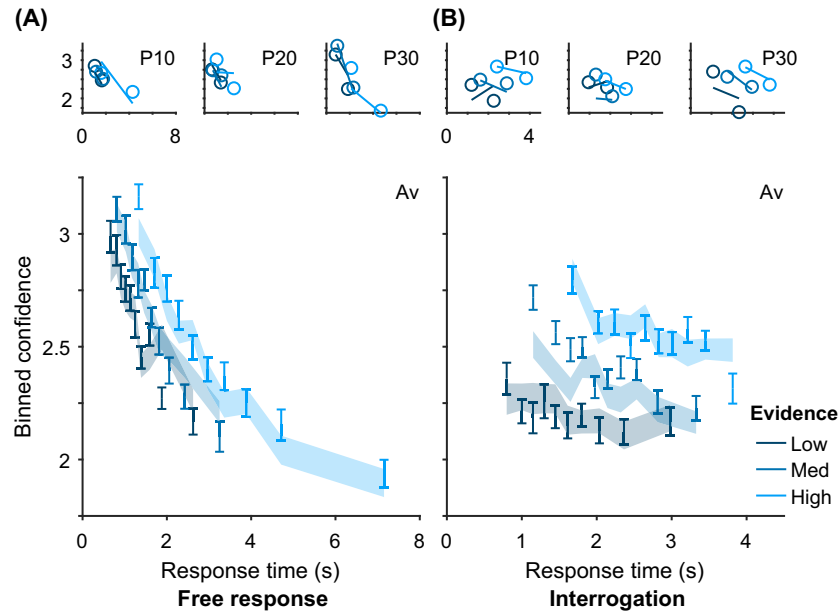 (A)
(B)
P10
P20
P30
P10
P20
P30
3
2
0
8
0
4
Av
Av
Binned confidence
3
2.5
2
0
2
4
6
8
0
1
2
3
4
Evidence
Low
Med
High
Response time (s)
Response time (s)
Free response
Interrogation